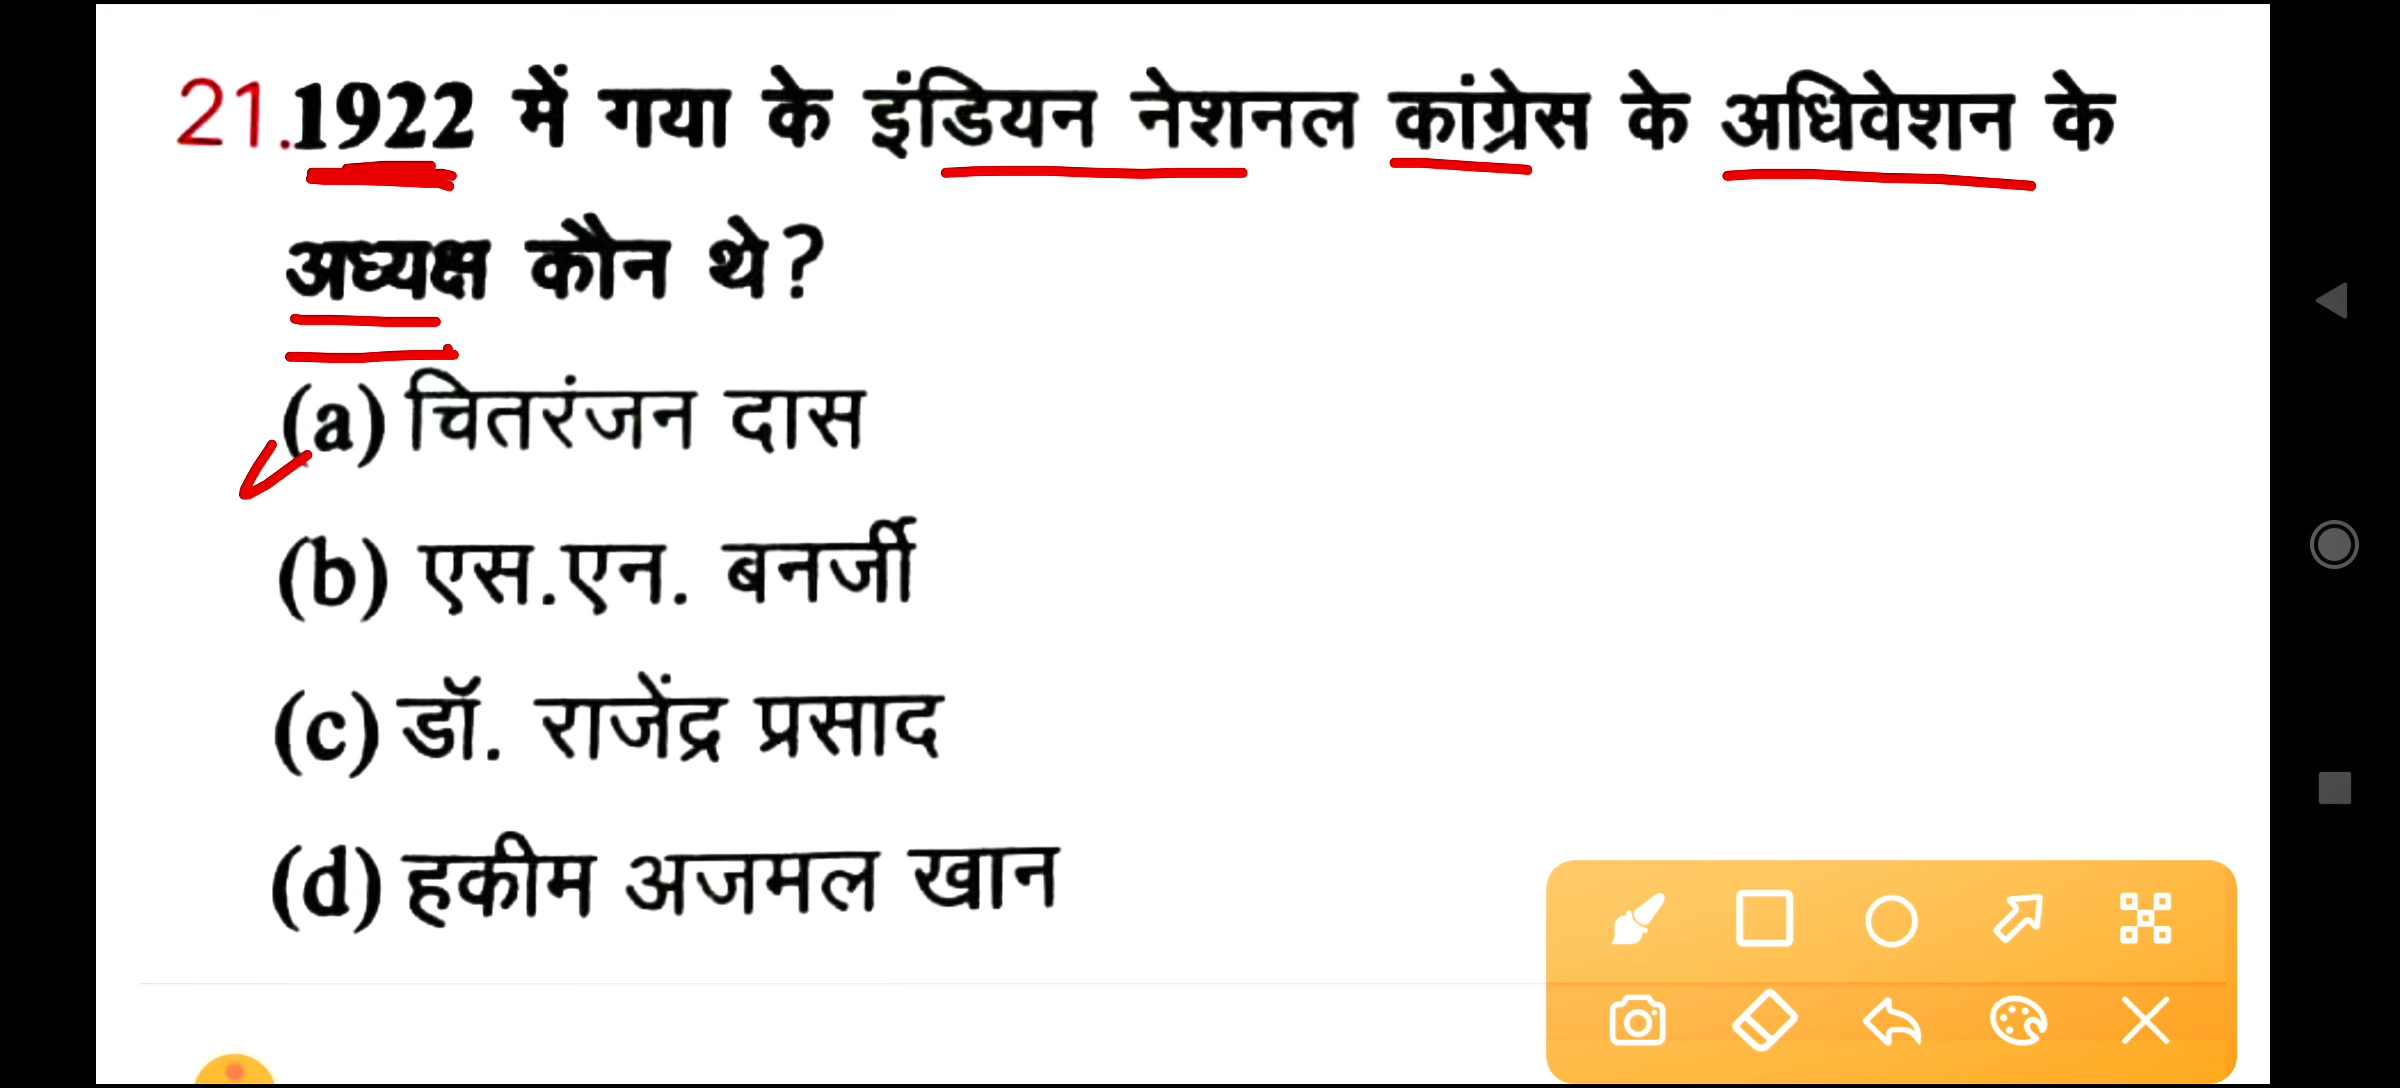 21.1922 में गया के इंडियन नेशनल कांग्रेस के अधिवेशन के
अध्यक्ष कौन थे?
(a) चितरंजन दास
(b) एस.एन. बनर्जी
(c) डॉ. राजेंद्र प्रसाद
(d) हकीम अजमल खान